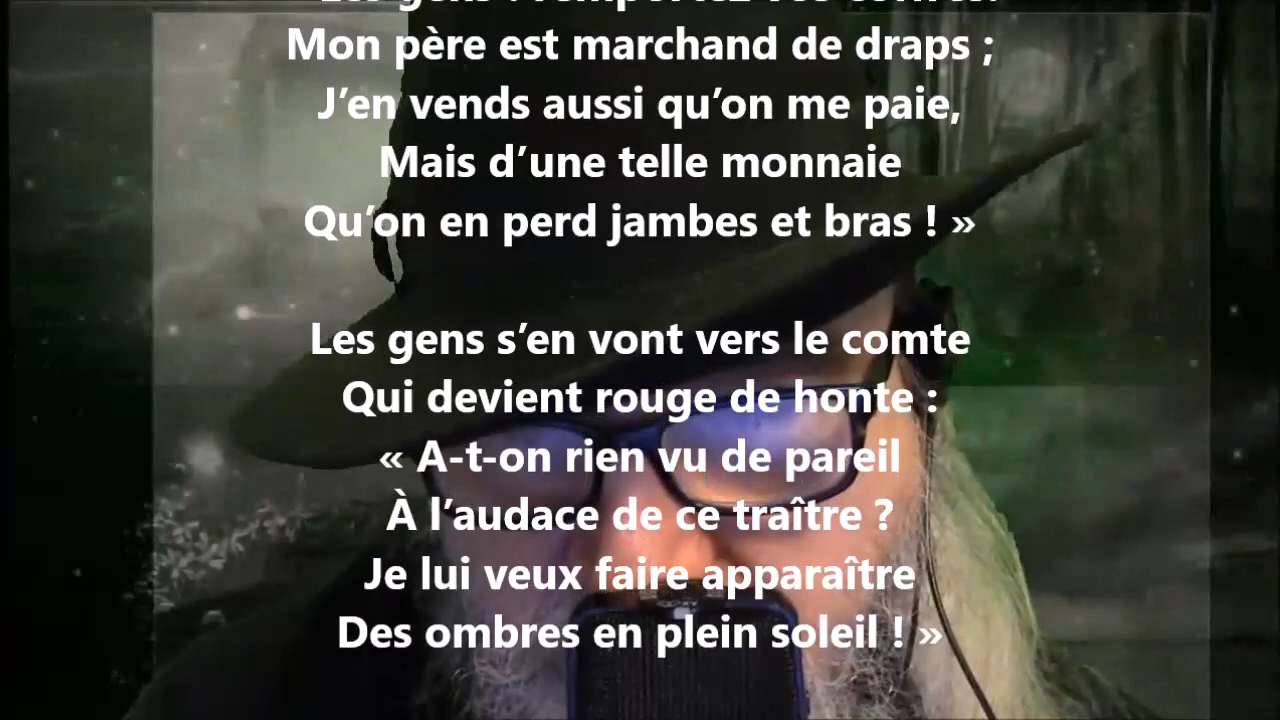 Mon père est marchand de draps ;
J’en vends aussi qu’on me paie,
Mais d’une telle monnaie
Qu’on en perd jambes et bras ! »
Les gens s’en vont vers le comte
Qui devient rouge de honte :
« A-t-on rien vu de pareil
À l’audace de ce traître ?
Je lui veux faire apparaître
Des ombres en plein soleil ! »